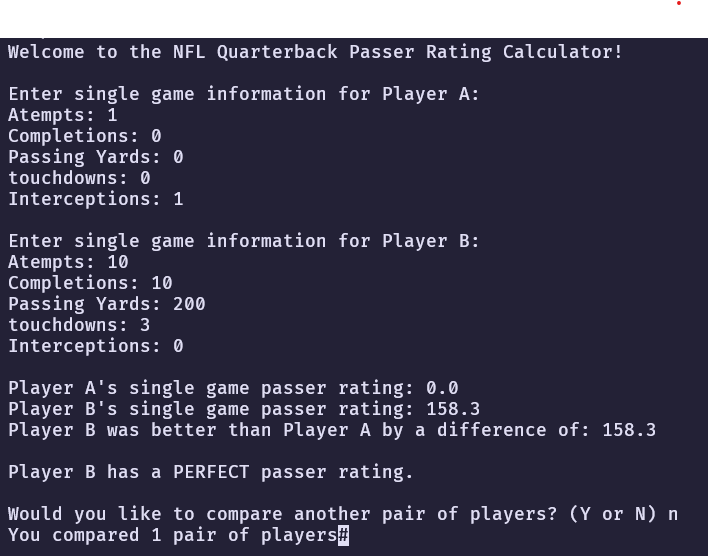 Welcome to the NFL Quarterback Passer Rating Calculator!
Enter single game information for Player A:
Atempts: 1
Completions: 0
Passing Yards: 0
touchdowns: 0
Interceptions: 1
Enter single game information for Player B:
Atempts: 10
Completions: 10
Passing Yards: 200
touchdowns: 3
Interceptions: 0
Player A's single game passer rating: 0.0
Player B's single game passer rating: 158.3
Player B was better than Player A by a difference of: 158.3
Player B has a PERFECT passer rating.
Would you like to compare another pair of players? (Y or N) n
You compared 1 pair of players#